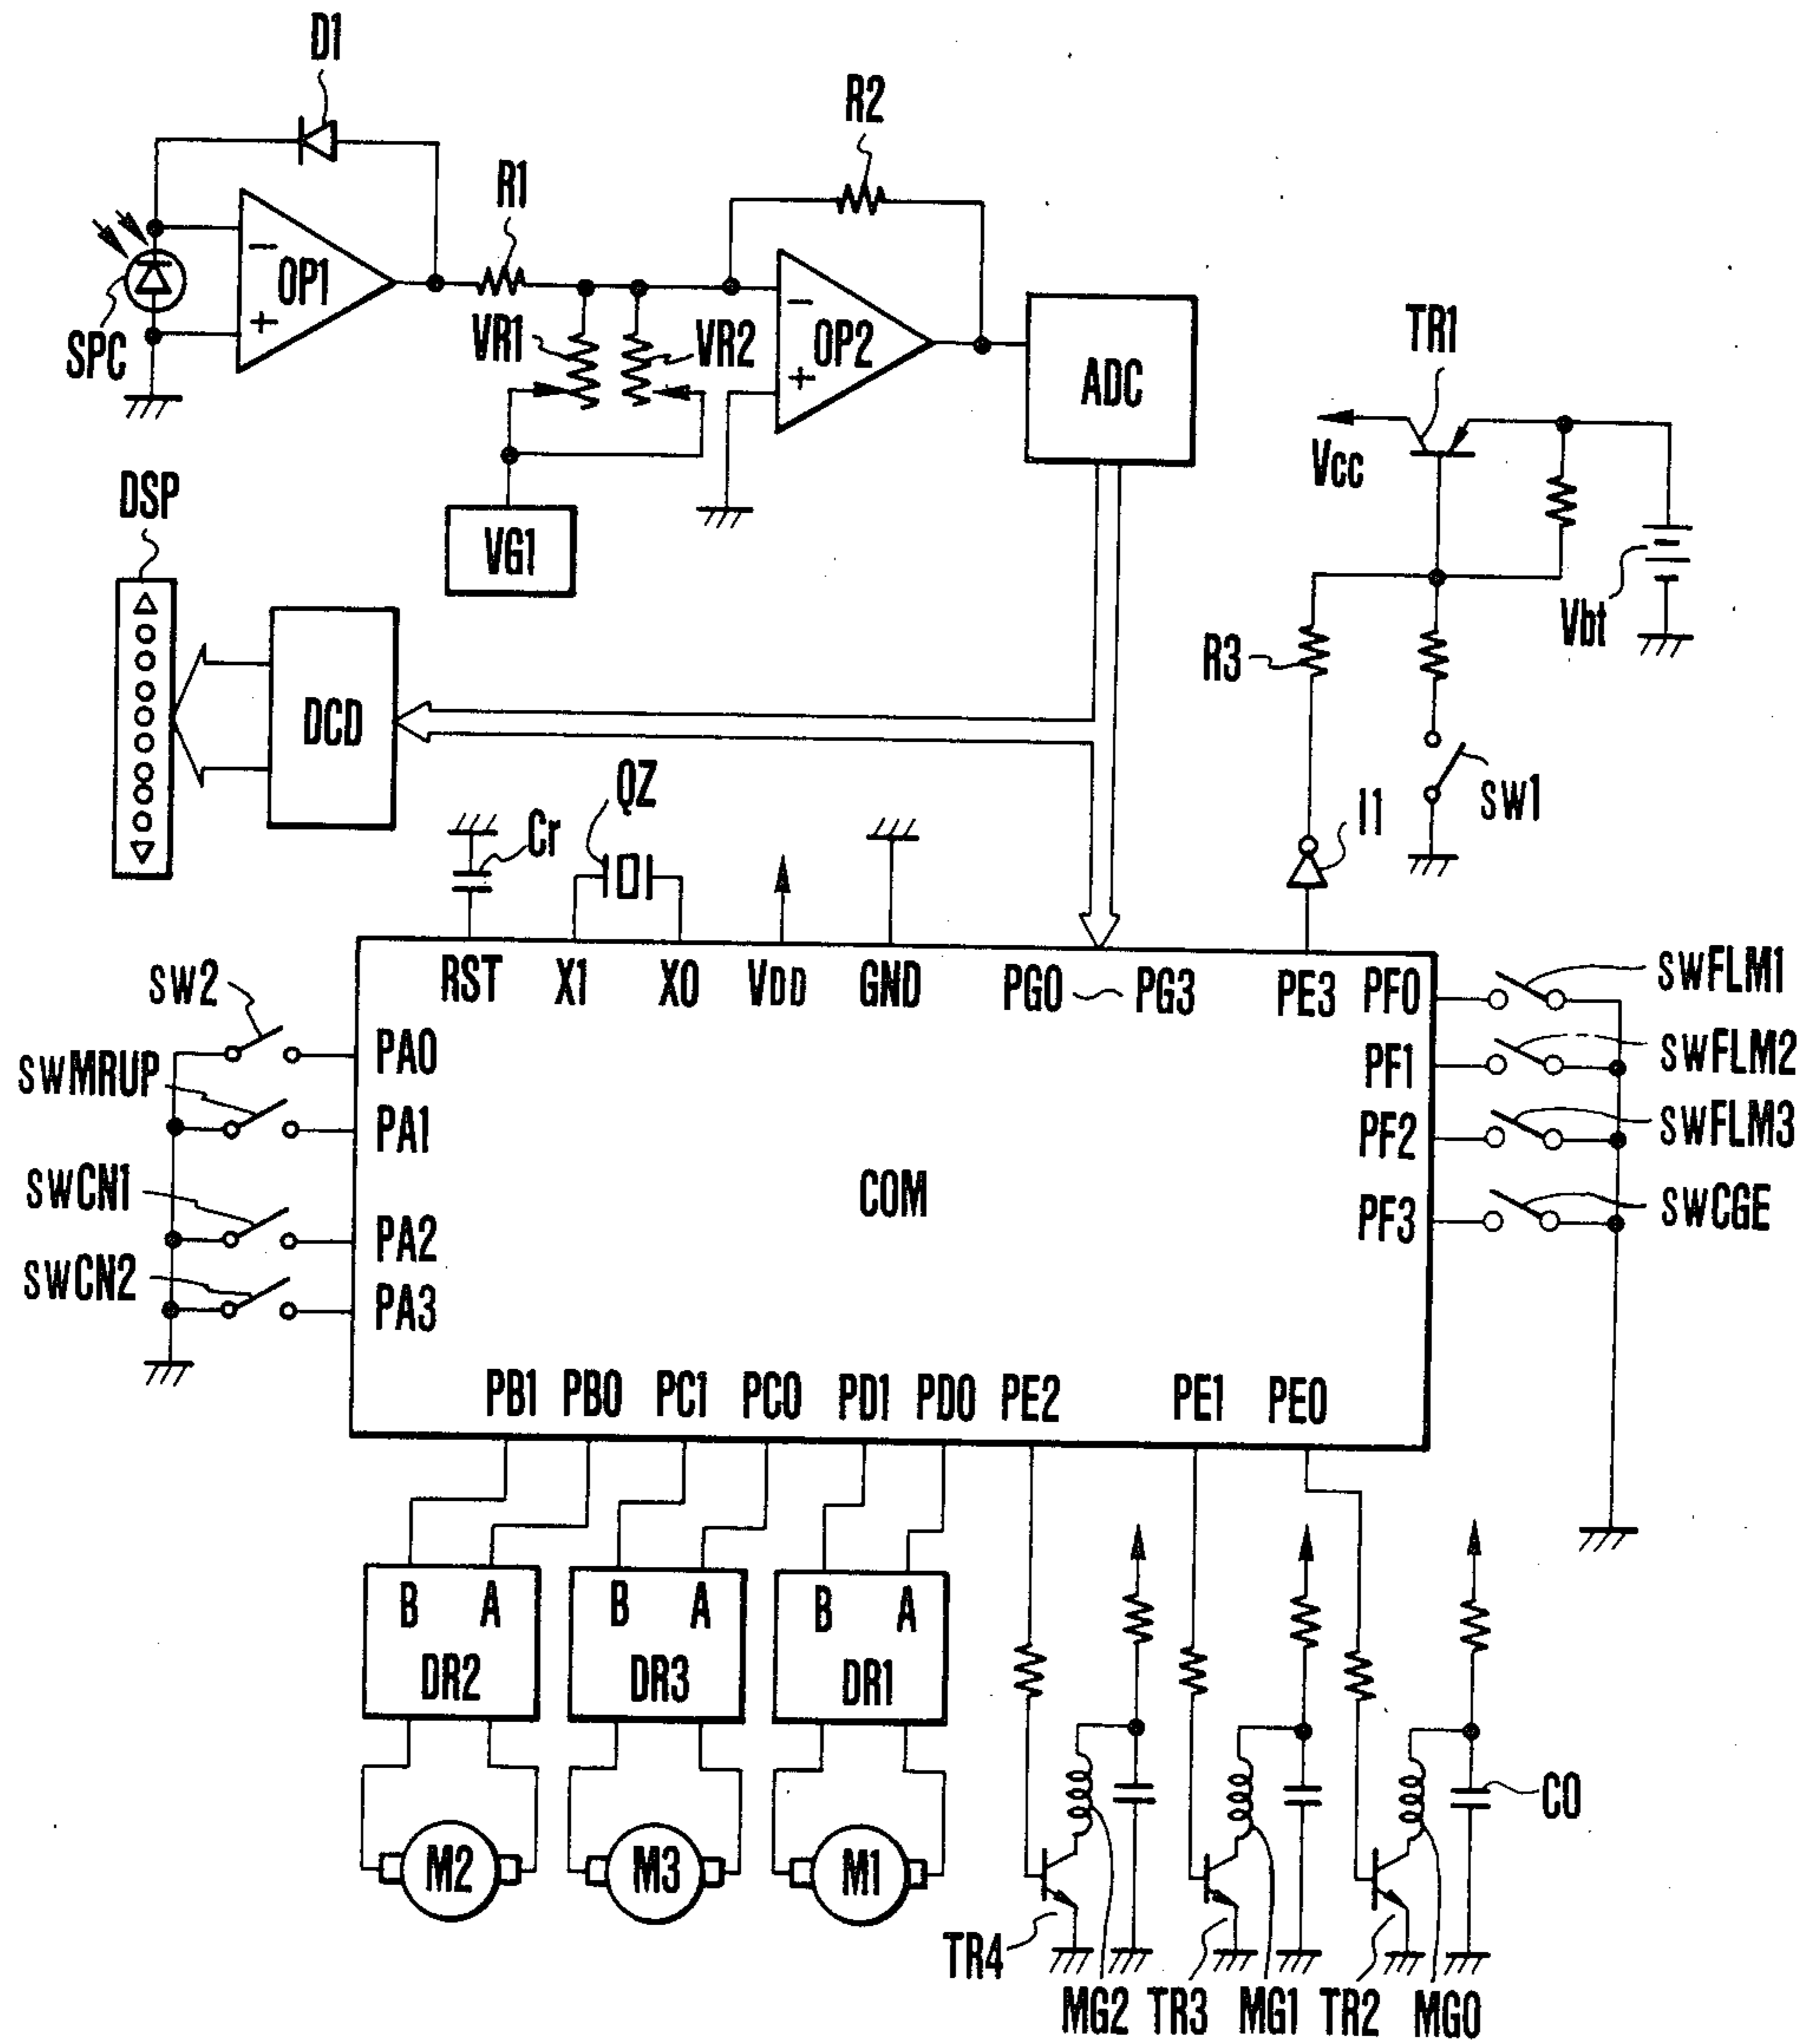 D1
R2
R1
OP1
−
+
SPC
VR1
VR2
OP2
−
+
ADC
TR1
Vcc
DSP
VG1
Vbt
R3
DCD
QZ
Cr
I1
sw1
RST X1 X0 VDD GND PG0 ~ PG3 PE3 PF0
swFLM1
sw2
PA0
PF1
swFLM2
swMRUP
PA1
PF2
swFLM3
COM
swCN1
PA2
PF3
swCGE
swCN2
PA3
PB1 PB0 PC1 PC0 PD1 PD0 PE2 PE1 PE0
B A B A B A
DR2 DR3 DR1
C0
M2 M3 M1
TR4
MG2 TR3 MG1 TR2 MG0